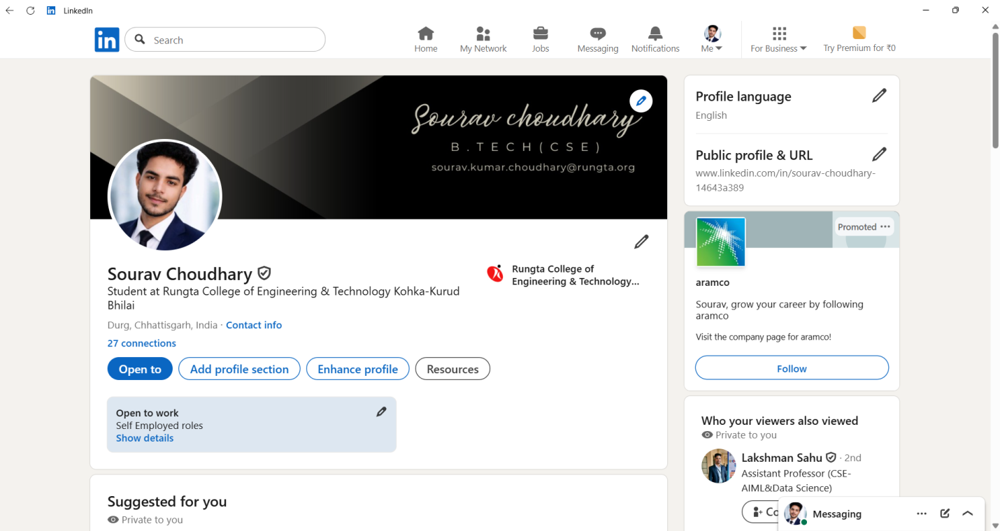 LinkedIn
in
Search
Home
My Network
Jobs
Messaging
Notifications
Me
For Business
Try Premium for ₹0
Sourav choudhary
B.TECH(CSE)
sourav.kumar.choudhary@rungta.org
Sourav Choudhary
Student at Rungta College of Engineering & Technology Kohka-Kurud
Bhilai
Durg, Chhattisgarh, India · Contact info
27 connections
Rungta College of
Engineering & Technology...
Open to
Add profile section
Enhance profile
Resources
Open to work
Self Employed roles
Show details
Suggested for you
Private to you
Profile language
English
Public profile & URL
www.linkedin.com/in/sourav-choudhary-
14643a389
Promoted
aramco
Sourav, grow your career by following
aramco
Visit the company page for aramco!
Follow
Who your viewers also viewed
Private to you
Lakshman Sahu · 2nd
Assistant Professor (CSE-
AIML&Data Science)
Co
Messaging